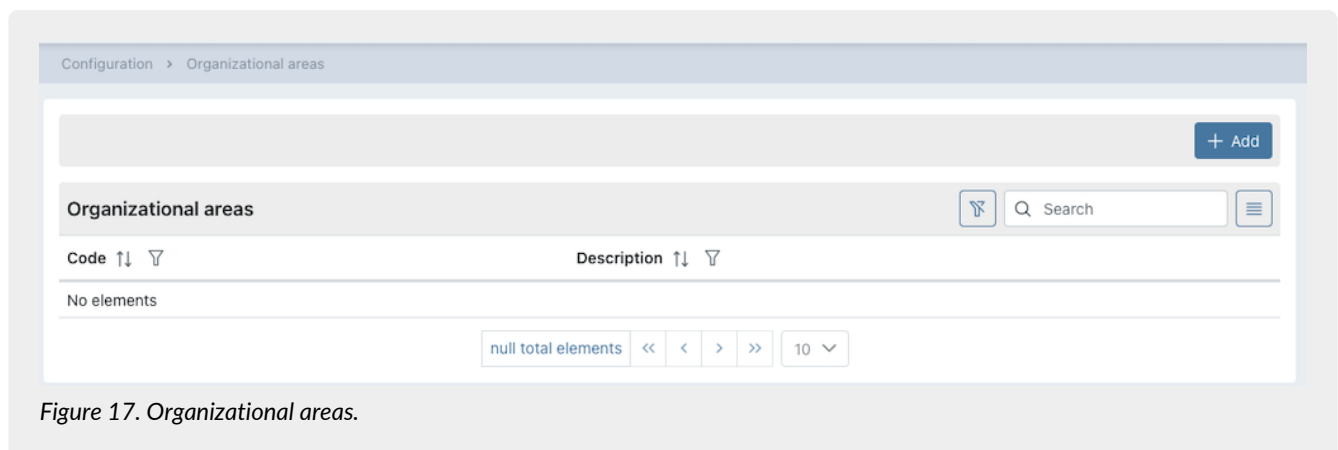 Configuration > Organizational areas
+ Add
Organizational areas
Search
Code Description
No elements
null total elements << < > >> 10
Figure 17. Organizational areas.